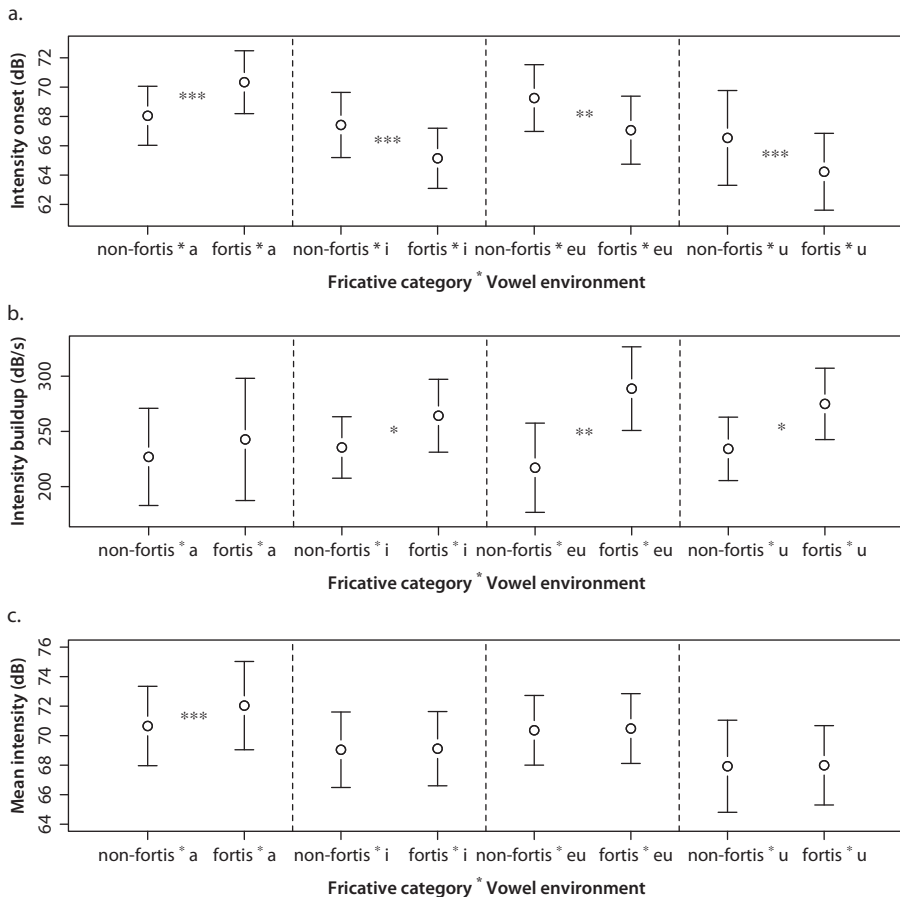 a.
Intensity onset (dB)
72
70
68
66
64
62
*** *** ** ***
non-fortis * a fortis * a non-fortis * i fortis * i non-fortis * eu fortis * eu non-fortis * u fortis * u
Fricative category * Vowel environment
b.
Intensity buildup (dB/s)
300
250
200
* ** *
non-fortis * a fortis * a non-fortis * i fortis * i non-fortis * eu fortis * eu non-fortis * u fortis * u
Fricative category * Vowel environment
c.
Mean intensity (dB)
76
74
72
70
68
66
64
***
non-fortis * a fortis * a non-fortis * i fortis * i non-fortis * eu fortis * eu non-fortis * u fortis * u
Fricative category * Vowel environment